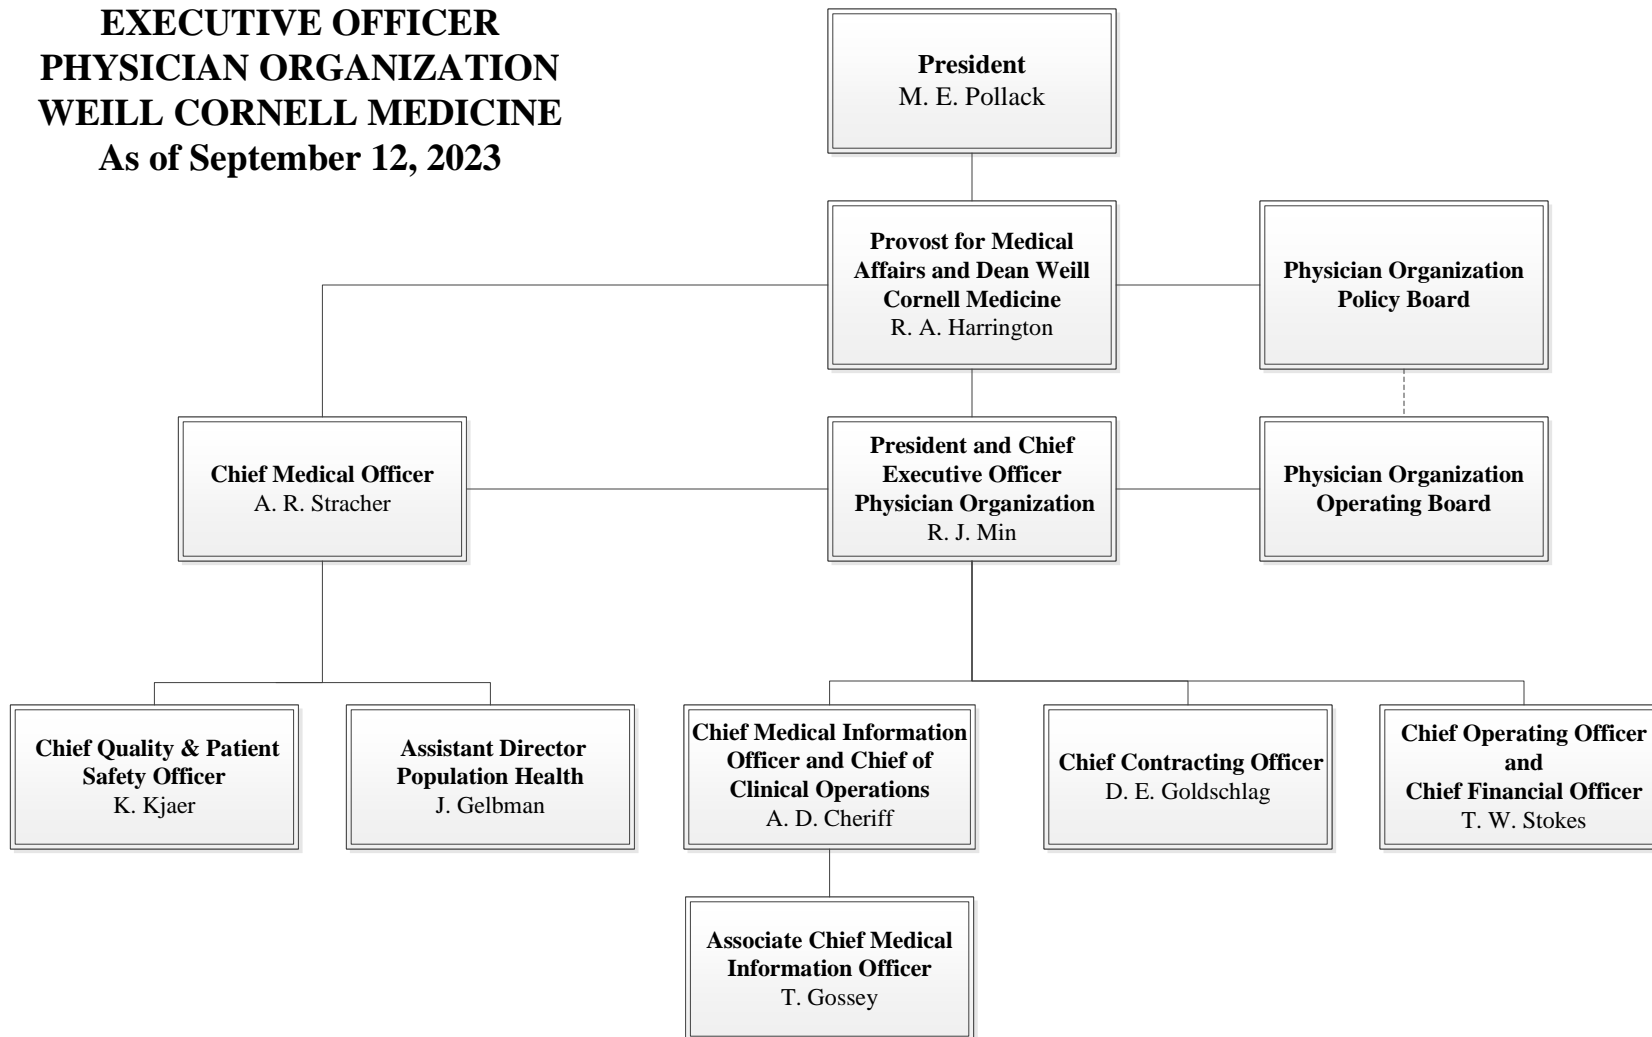 EXECUTIVE OFFICER
PHYSICIAN ORGANIZATION
WEILL CORNELL MEDICINE
As of September 12, 2023
President
M. E. Pollack
Provost for Medical
Affairs and Dean Weill
Cornell Medicine
R. A. Harrington
Physician Organization
Policy Board
Chief Medical Officer
A. R. Stracher
President and Chief
Executive Officer
Physician Organization
R. J. Min
Physician Organization
Operating Board
Chief Quality & Patient
Safety Officer
K. Kjaer
Assistant Director
Population Health
J. Gelbman
Chief Medical Information
Officer and Chief of
Clinical Operations
A. D. Cheriff
Chief Contracting Officer
D. E. Goldschlag
Chief Operating Officer
and
Chief Financial Officer
T. W. Stokes
Associate Chief Medical
Information Officer
T. Gossey